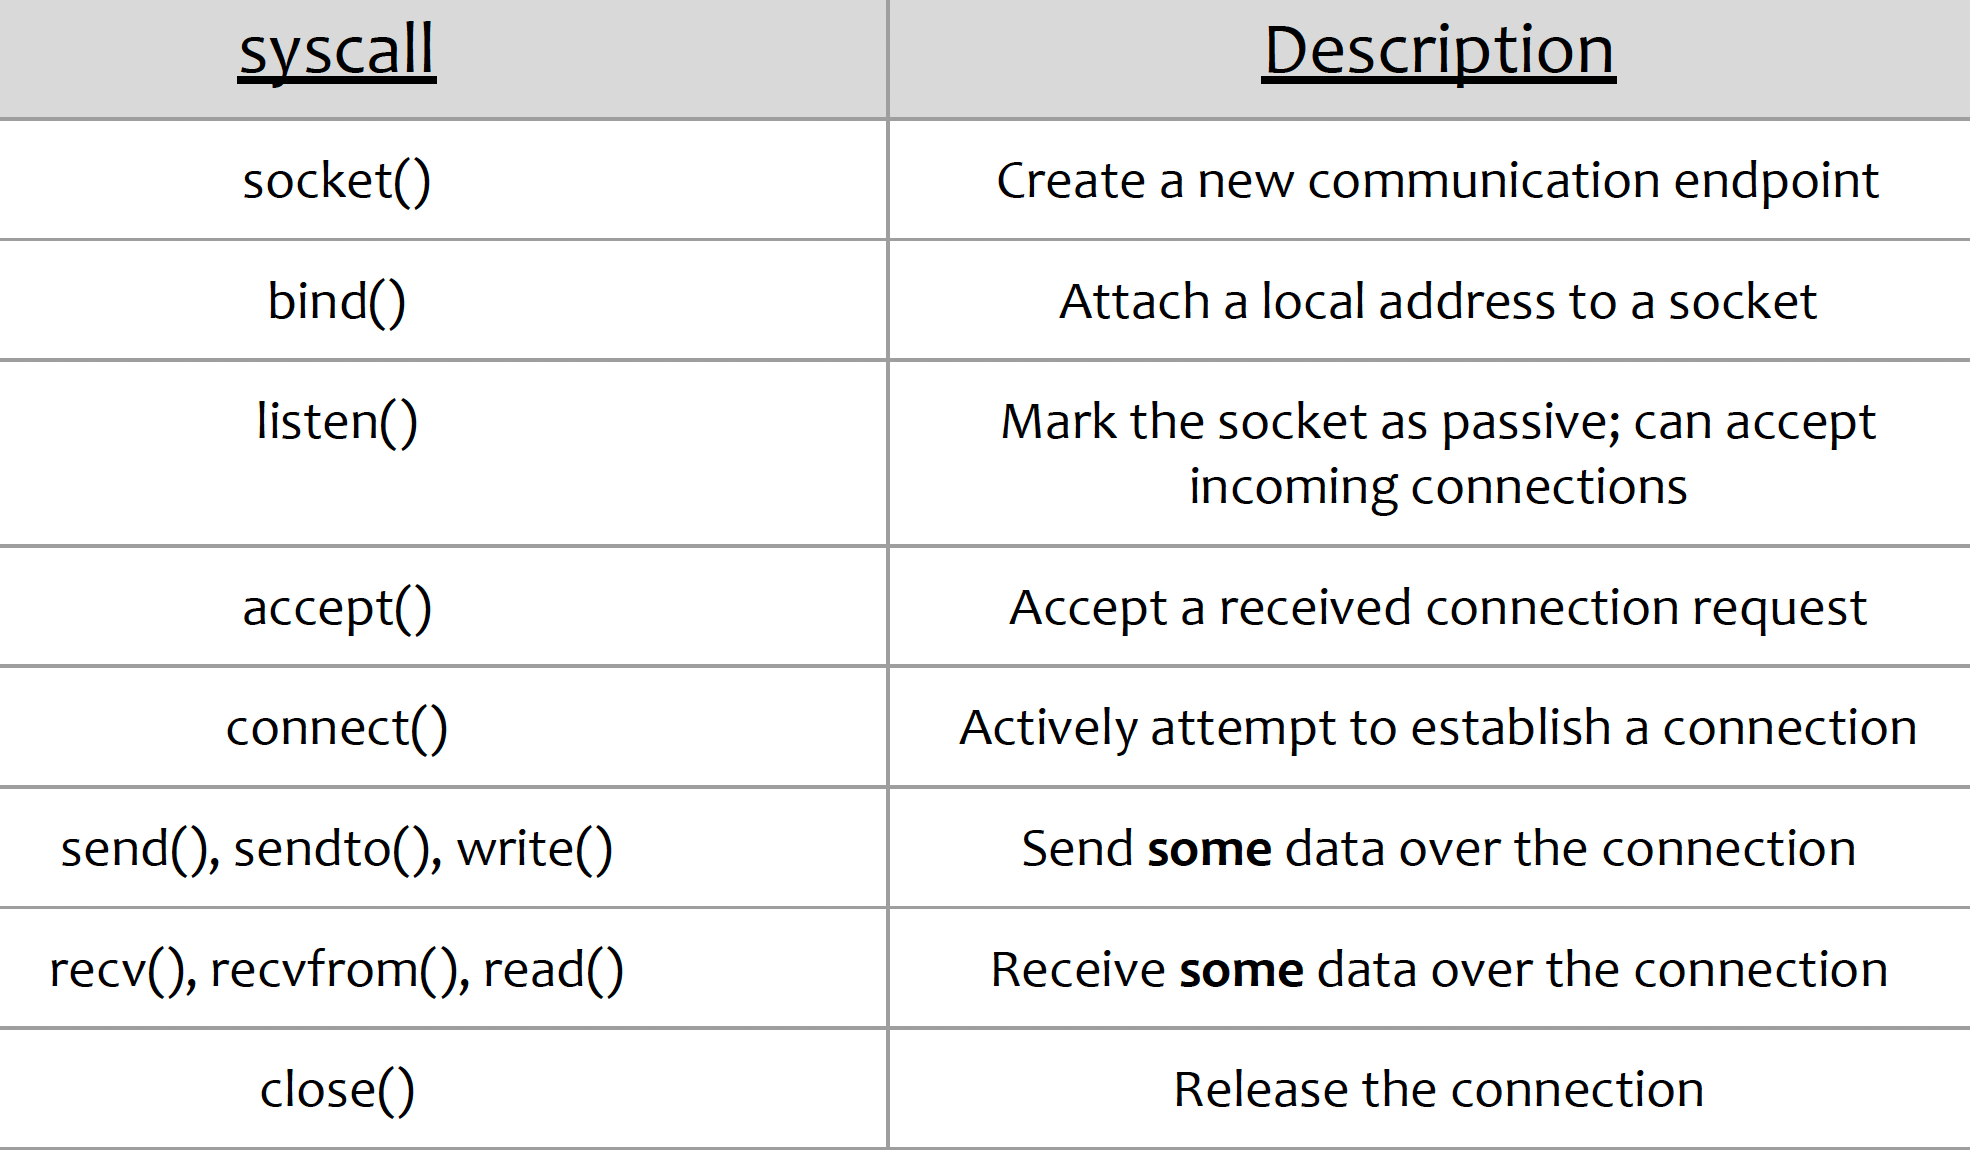 syscall Description
socket() Create a new communication endpoint
bind() Attach a local address to a socket
listen() Mark the socket as passive; can accept
incoming connections
accept() Accept a received connection request
connect() Actively attempt to establish a connection
send(), sendto(), write() Send some data over the connection
recv(), recvfrom(), read() Receive some data over the connection
close() Release the connection